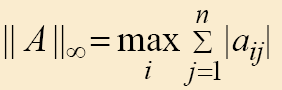 ‖ A ‖∞ = max i n Σ j=1 |aij|